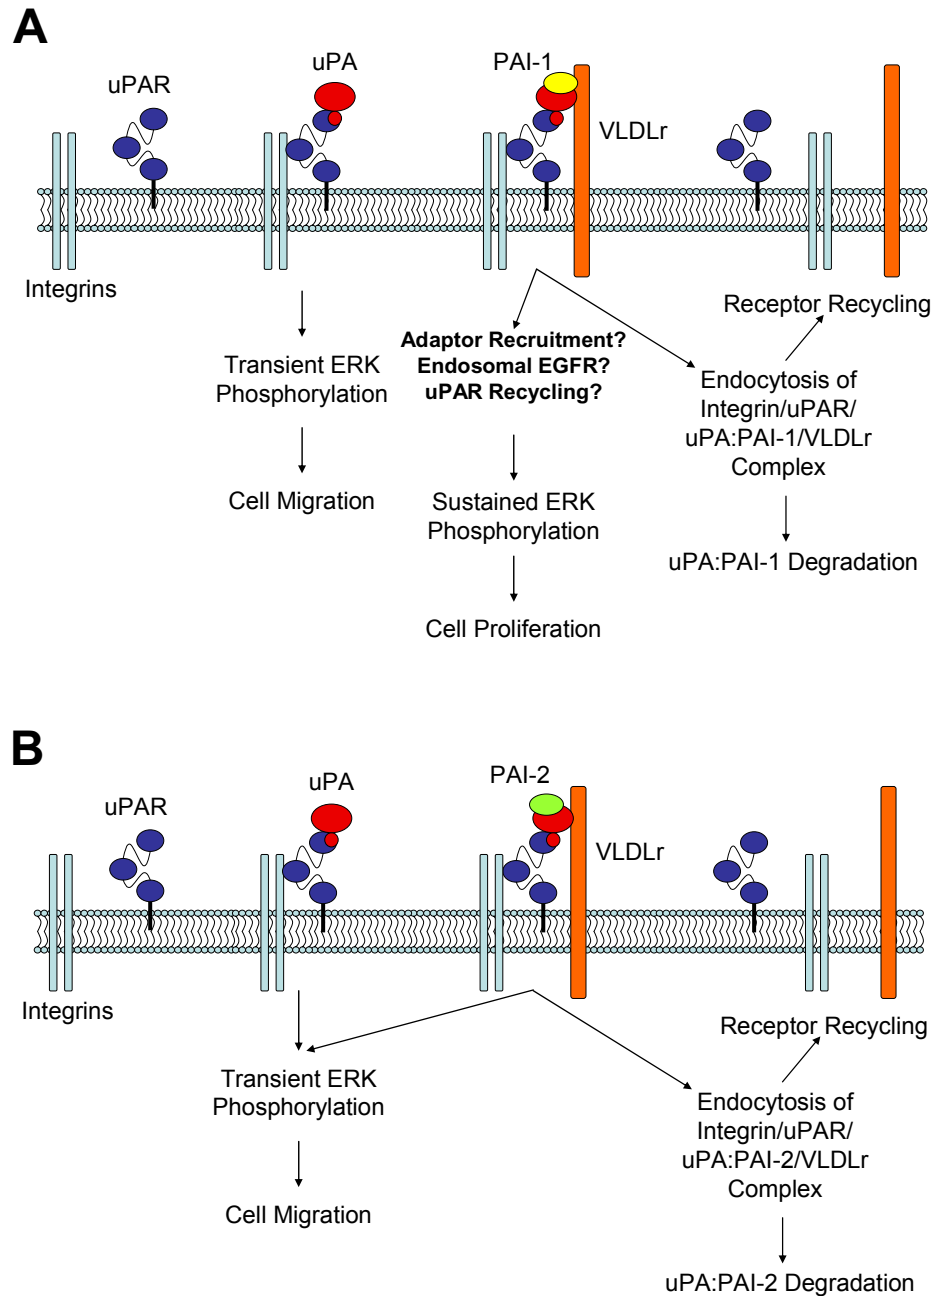 A
uPAR
uPA
PAI-1
VLDLr
Integrins
Receptor Recycling
Transient ERK
Phosphorylation
Cell Migration
Adaptor Recruitment?
Endosomal EGFR?
uPAR Recycling?
Sustained ERK
Phosphorylation
Cell Proliferation
Endocytosis of
Integrin/uPAR/
uPA:PAI-1/VLDLr
Complex
uPA:PAI-1 Degradation
B
uPAR
uPA
PAI-2
VLDLr
Integrins
Receptor Recycling
Transient ERK
Phosphorylation
Cell Migration
Endocytosis of
Integrin/uPAR/
uPA:PAI-2/VLDLr
Complex
uPA:PAI-2 Degradation